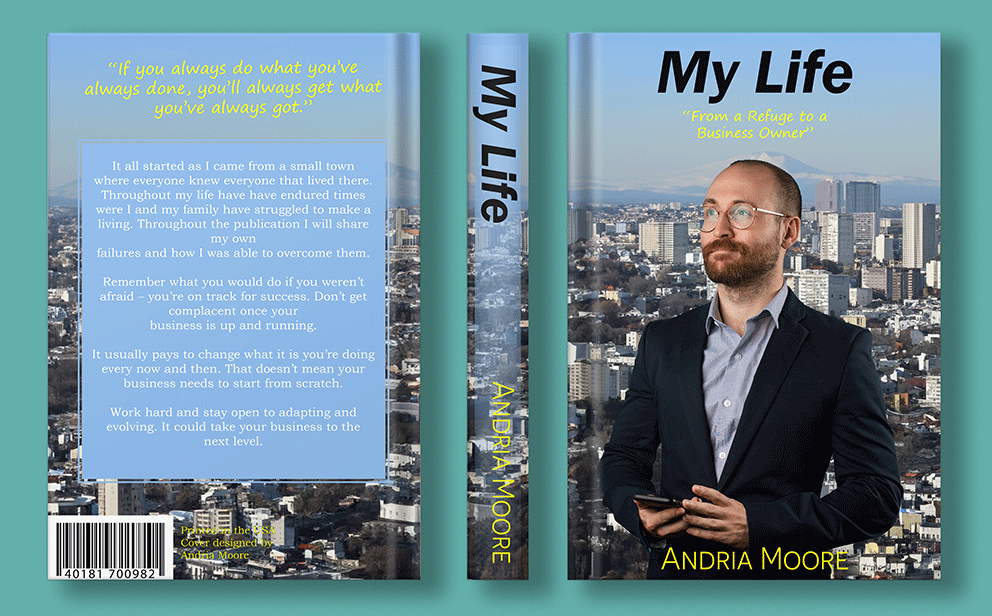 “If you always do what you’ve
always done, you’ll always get what
you’ve always got.”
It all started as I came from a small town
where everyone knew everyone that lived there.
Throughout my life have have endured times
were I and my family have struggled to make a
living. Throughout the publication I will share
my own
failures and how I was able to overcome them.
Remember what you would do if you weren’t
afraid – you’re on track for success. Don’t get
complacent once your
business is up and running.
It usually pays to change what it is you’re doing
every now and then. That doesn’t mean your
business needs to start from scratch.
Work hard and stay open to adapting and
evolving. It could take your business to the
next level.
40181 700982
Printed in the USA
Cover designed by
Andria Moore
My Life
ANDRIA MOORE
My Life
“From a Refuge to a
Business Owner”
ANDRIA MOORE